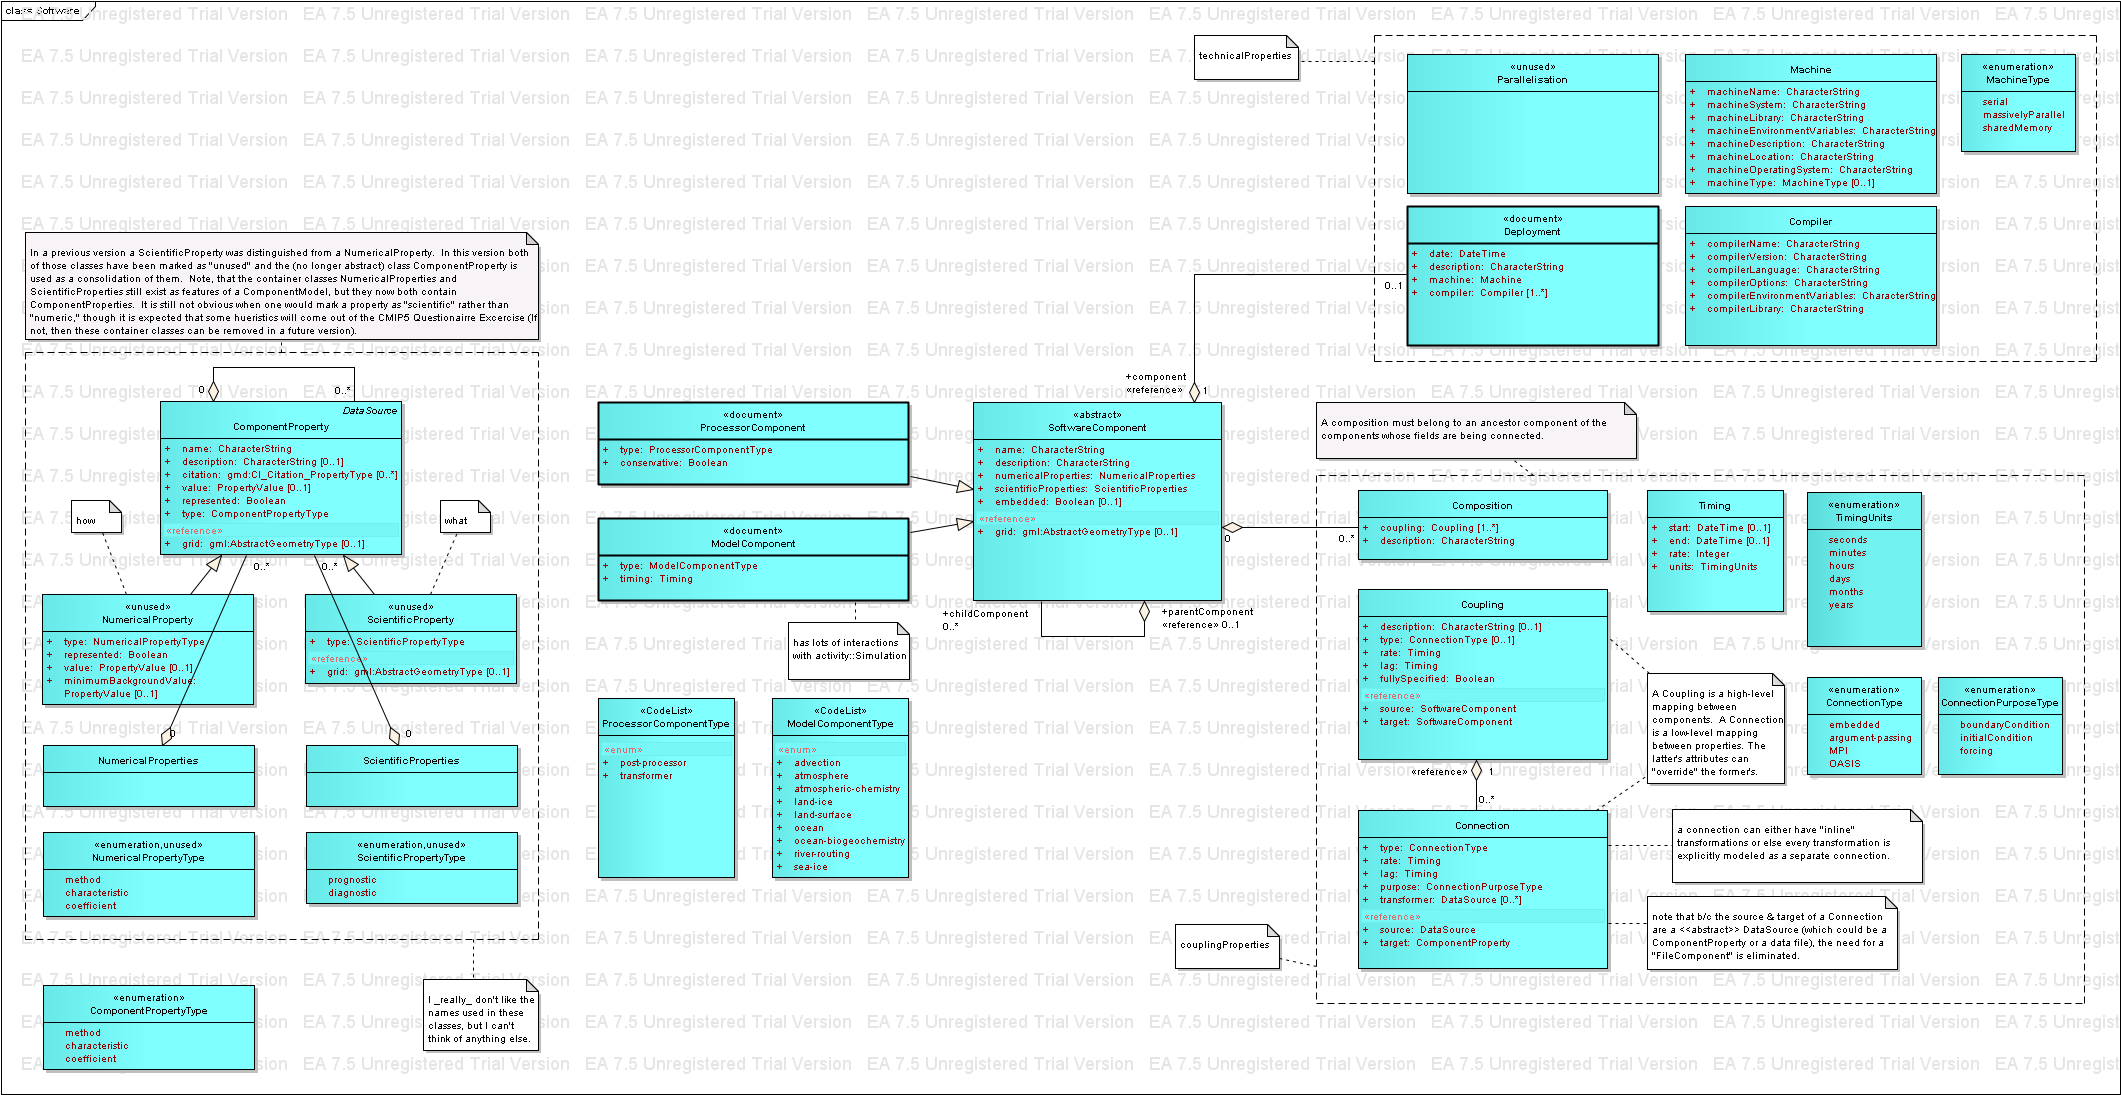 class Software
EA 7.5 Unregistered Trial Version
technicalProperties
«unused»
Parallelisation
Machine
+ machineName: CharacterString
+ machineSystem: CharacterString
+ machineLibrary: CharacterString
+ machineEnvironmentVariables: CharacterString
+ machineDescription: CharacterString
+ machineLocation: CharacterString
+ machineOperatingSystem: CharacterString
+ machineType: MachineType [0..1]
«enumeration»
MachineType
serial
massivelyParallel
sharedMemory
«document»
Deployment
+ date: DateTime
+ description: CharacterString
+ machine: Machine
+ compiler: Compiler [1..*]
Compiler
+ compilerName: CharacterString
+ compilerVersion: CharacterString
+ compilerLanguage: CharacterString
+ compilerOptions: CharacterString
+ compilerEnvironmentVariables: CharacterString
+ compilerLibrary: CharacterString
0..1
+component
«reference»
1
In a previous version a ScientificProperty was distinguished from a NumericalProperty. In this version both
of those classes have been marked as "unused" and the (no longer abstract) class ComponentProperty is
used as a consolidation of them. Note, that the container classes NumericalProperties and
ScientificProperties still exist as features of a ComponentModel, but they now both contain
ComponentProperties. It is still not obvious when one would mark a property as "scientific" rather than
"numeric," though it is expected that some hueristics will come out of the CMIP5 Questionairre Excercise (If
not, then these container classes can be removed in a future version).
0
0..*
DataSource
ComponentProperty
+ name: CharacterString
+ description: CharacterString [0..1]
+ citation: gmd:CI_Citation_PropertyType [0..*]
+ value: PropertyValue [0..1]
+ represented: Boolean
+ type: ComponentPropertyType
«reference»
+ grid: gml:AbstractGeometryType [0..1]
how
what
0..*
0..*
«unused»
NumericalProperty
+ type: NumericalPropertyType
+ represented: Boolean
+ value: PropertyValue [0..1]
+ minimumBackgroundValue:
PropertyValue [0..1]
«unused»
ScientificProperty
+ type: ScientificPropertyType
«reference»
+ grid: gml:AbstractGeometryType [0..1]
0
0
NumericalProperties
ScientificProperties
«enumeration,unused»
NumericalPropertyType
method
characteristic
coefficient
«enumeration,unused»
ScientificPropertyType
prognostic
diagnostic
«enumeration»
ComponentPropertyType
method
characteristic
coefficient
I _really_ don't like the
names used in these
classes, but I can't
think of anything else.
«document»
ProcessorComponent
+ type: ProcessorComponentType
+ conservative: Boolean
«document»
ModelComponent
+ type: ModelComponentType
+ timing: Timing
has lots of interactions
with activity::Simulation
«abstract»
SoftwareComponent
+ name: CharacterString
+ description: CharacterString
+ numericalProperties: NumericalProperties
+ scientificProperties: ScientificProperties
+ embedded: Boolean [0..1]
«reference»
+ grid: gml:AbstractGeometryType [0..1]
+childComponent
0..*
+parentComponent
«reference» 0..1
0
0..*
«CodeList»
ProcessorComponentType
«enum»
+ post-processor
+ transformer
«CodeList»
ModelComponentType
«enum»
+ advection
+ atmosphere
+ atmospheric-chemistry
+ land-ice
+ land-surface
+ ocean
+ ocean-biogeochemistry
+ river-routing
+ sea-ice
A composition must belong to an ancestor component of the
components whose fields are being connected.
Composition
+ coupling: Coupling [1..*]
+ description: CharacterString
Timing
+ start: DateTime [0..1]
+ end: DateTime [0..1]
+ rate: Integer
+ units: TimingUnits
«enumeration»
TimingUnits
seconds
minutes
hours
days
months
years
Coupling
+ description: CharacterString [0..1]
+ type: ConnectionType [0..1]
+ rate: Timing
+ lag: Timing
+ fullySpecified: Boolean
«reference»
+ source: SoftwareComponent
+ target: SoftwareComponent
A Coupling is a high-level
mapping between
components. A Connection
is a low-level mapping
between properties. The
latter's attributes can
"override" the former's.
«enumeration»
ConnectionType
embedded
argument-passing
MPI
OASIS
«enumeration»
ConnectionPurposeType
boundaryCondition
initialCondition
forcing
«reference»
1
0..*
Connection
+ type: ConnectionType
+ rate: Timing
+ lag: Timing
+ purpose: ConnectionPurposeType
+ transformer: DataSource [0..*]
«reference»
+ source: DataSource
+ target: ComponentProperty
a connection can either have "inline"
transformations or else every transformation is
explicitly modeled as a separate connection.
note that b/c the source & target of a Connection
are a <<abstract>> DataSource (which could be a
ComponentProperty or a data file), the need for a
"FileComponent" is eliminated.
couplingProperties